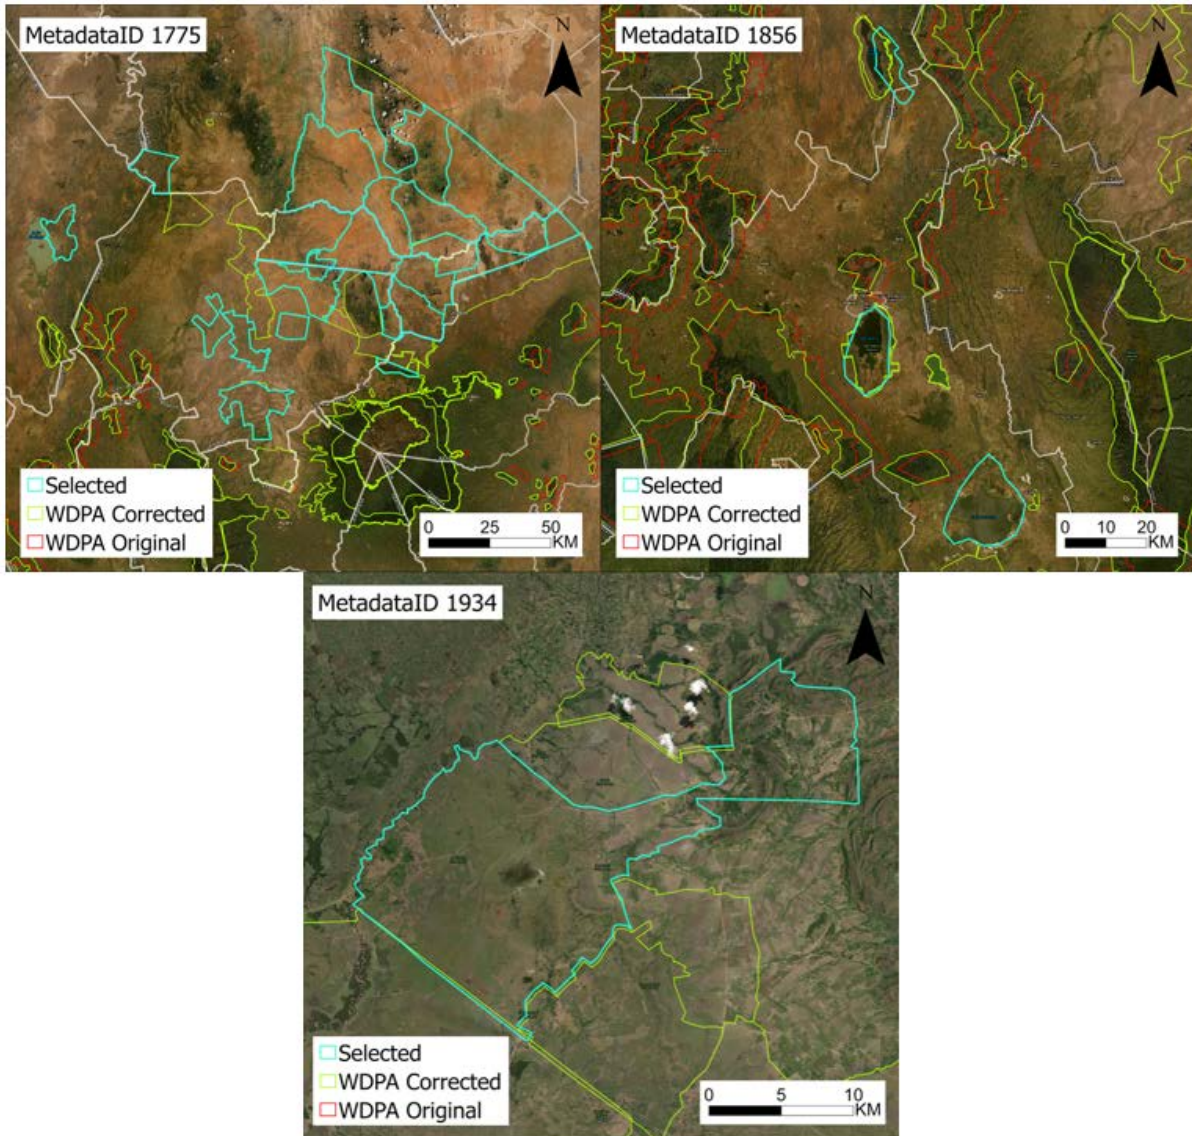 MetadataID 1775
N
Selected
WDPA Corrected
WDPA Original
0 25 50
KM
MetadataID 1856
N
Selected
WDPA Corrected
WDPA Original
0 10 20
KM
MetadataID 1934
N
Selected
WDPA Corrected
WDPA Original
0 5 10
KM